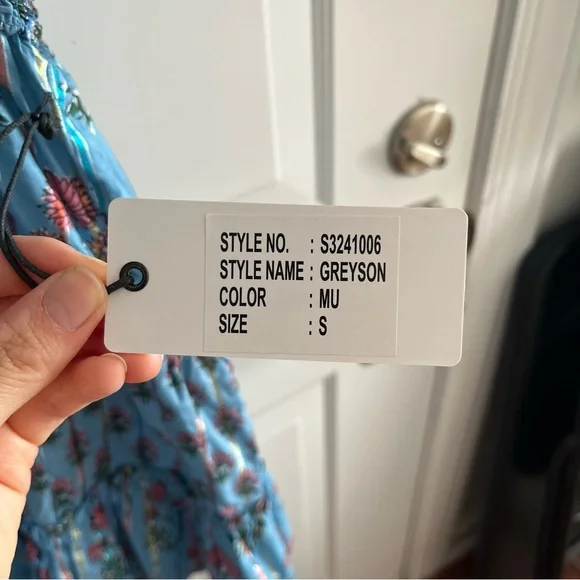 STYLE NO. : S3241006
STYLE NAME : GREYSON
COLOR : MU
SIZE : S